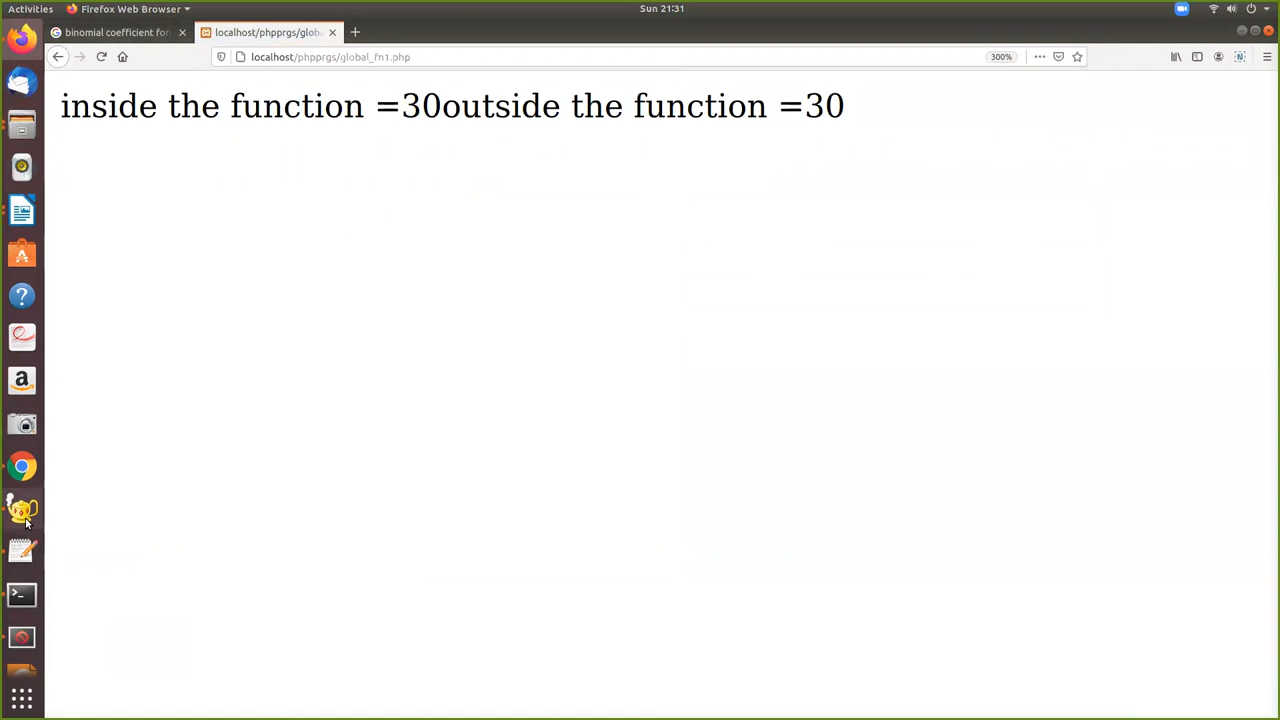 Activities Firefox Web Browser Sun 21:31
binomial coefficient for localhost/phpprgs/globa
localhost/phpprgs/global_fn1.php 300%
inside the function =30outside the function =30